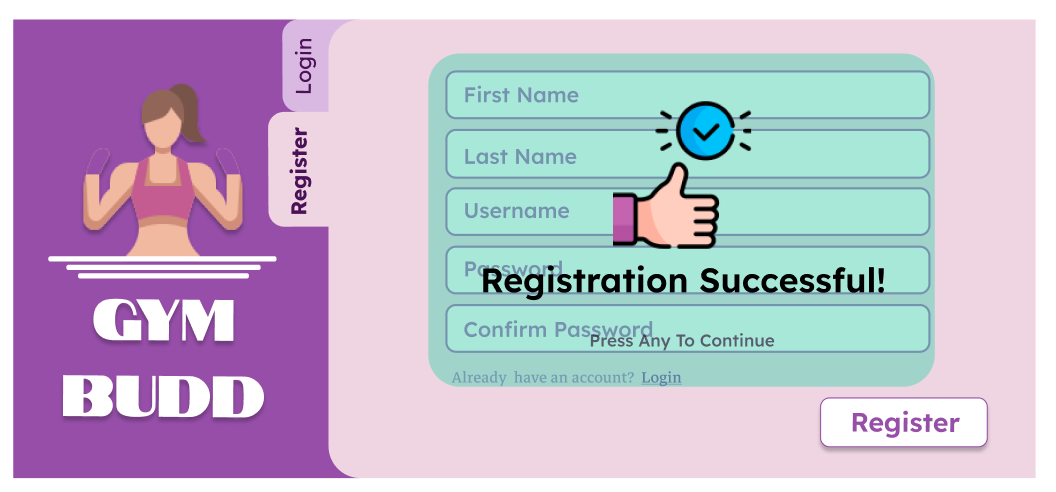 Login
Register
GYM
BUDD
First Name
Last Name
Username
Password
Registration Successful!
Confirm Password
Press Any To Continue
Already have an account? Login
Register